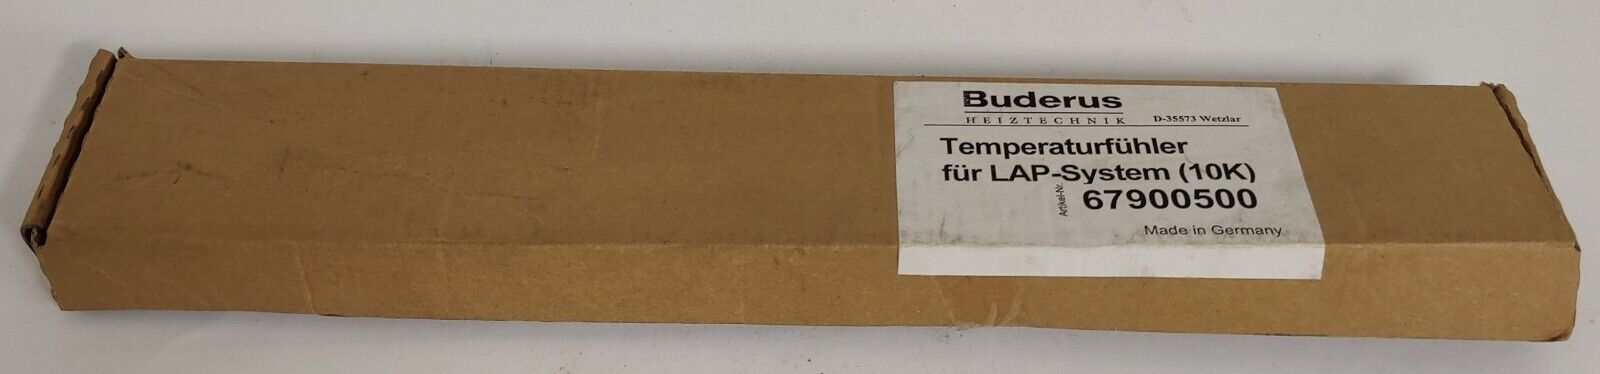 Buderus
HEIZTECHNIK D-35573 Wetzlar
Temperaturfühler
für LAP-System (10K)
Artikel-Nr. 67900500
Made in Germany